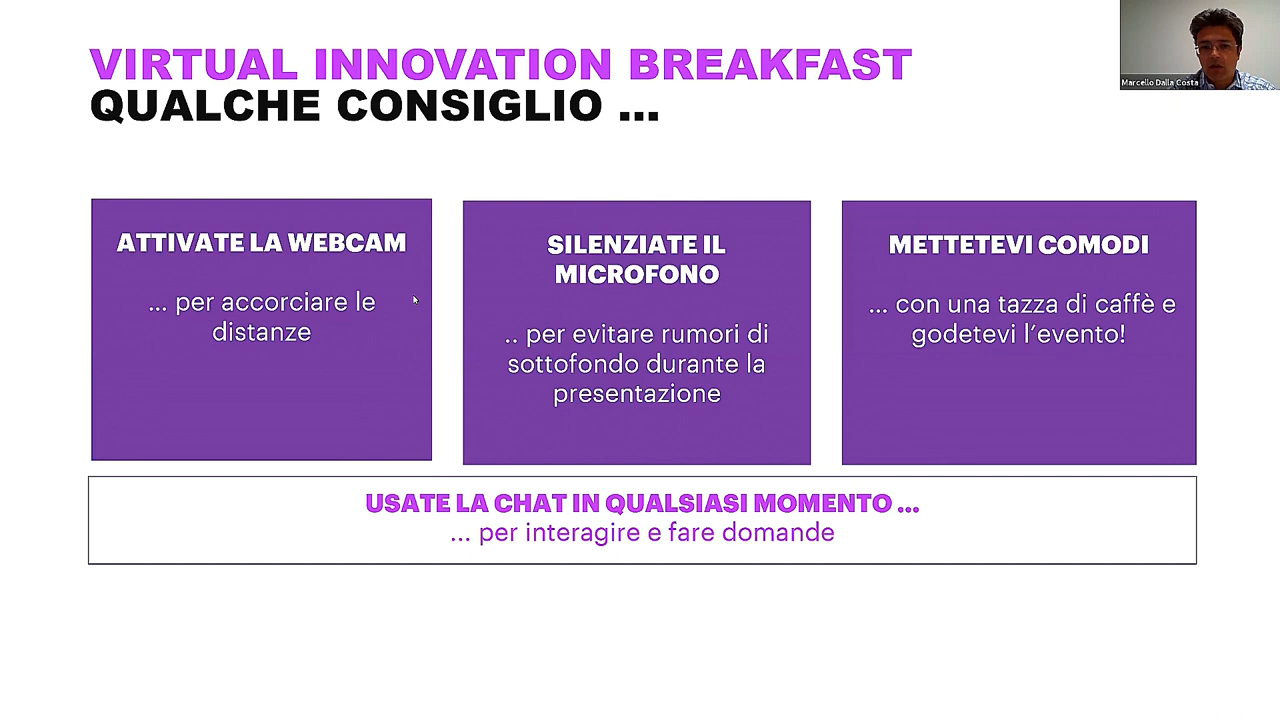 VIRTUAL INNOVATION BREAKFAST
QUALCHE CONSIGLIO ...
Marcello Dalla Costa
ATTIVATE LA WEBCAM
... per accorciare le
distanze
SILENZIATE IL
MICROFONO
.. per evitare rumori di
sottofondo durante la
presentazione
METTETEVI COMODI
... con una tazza di caffè e
godetevi l’evento!
USATE LA CHAT IN QUALSIASI MOMENTO ...
... per interagire e fare domande